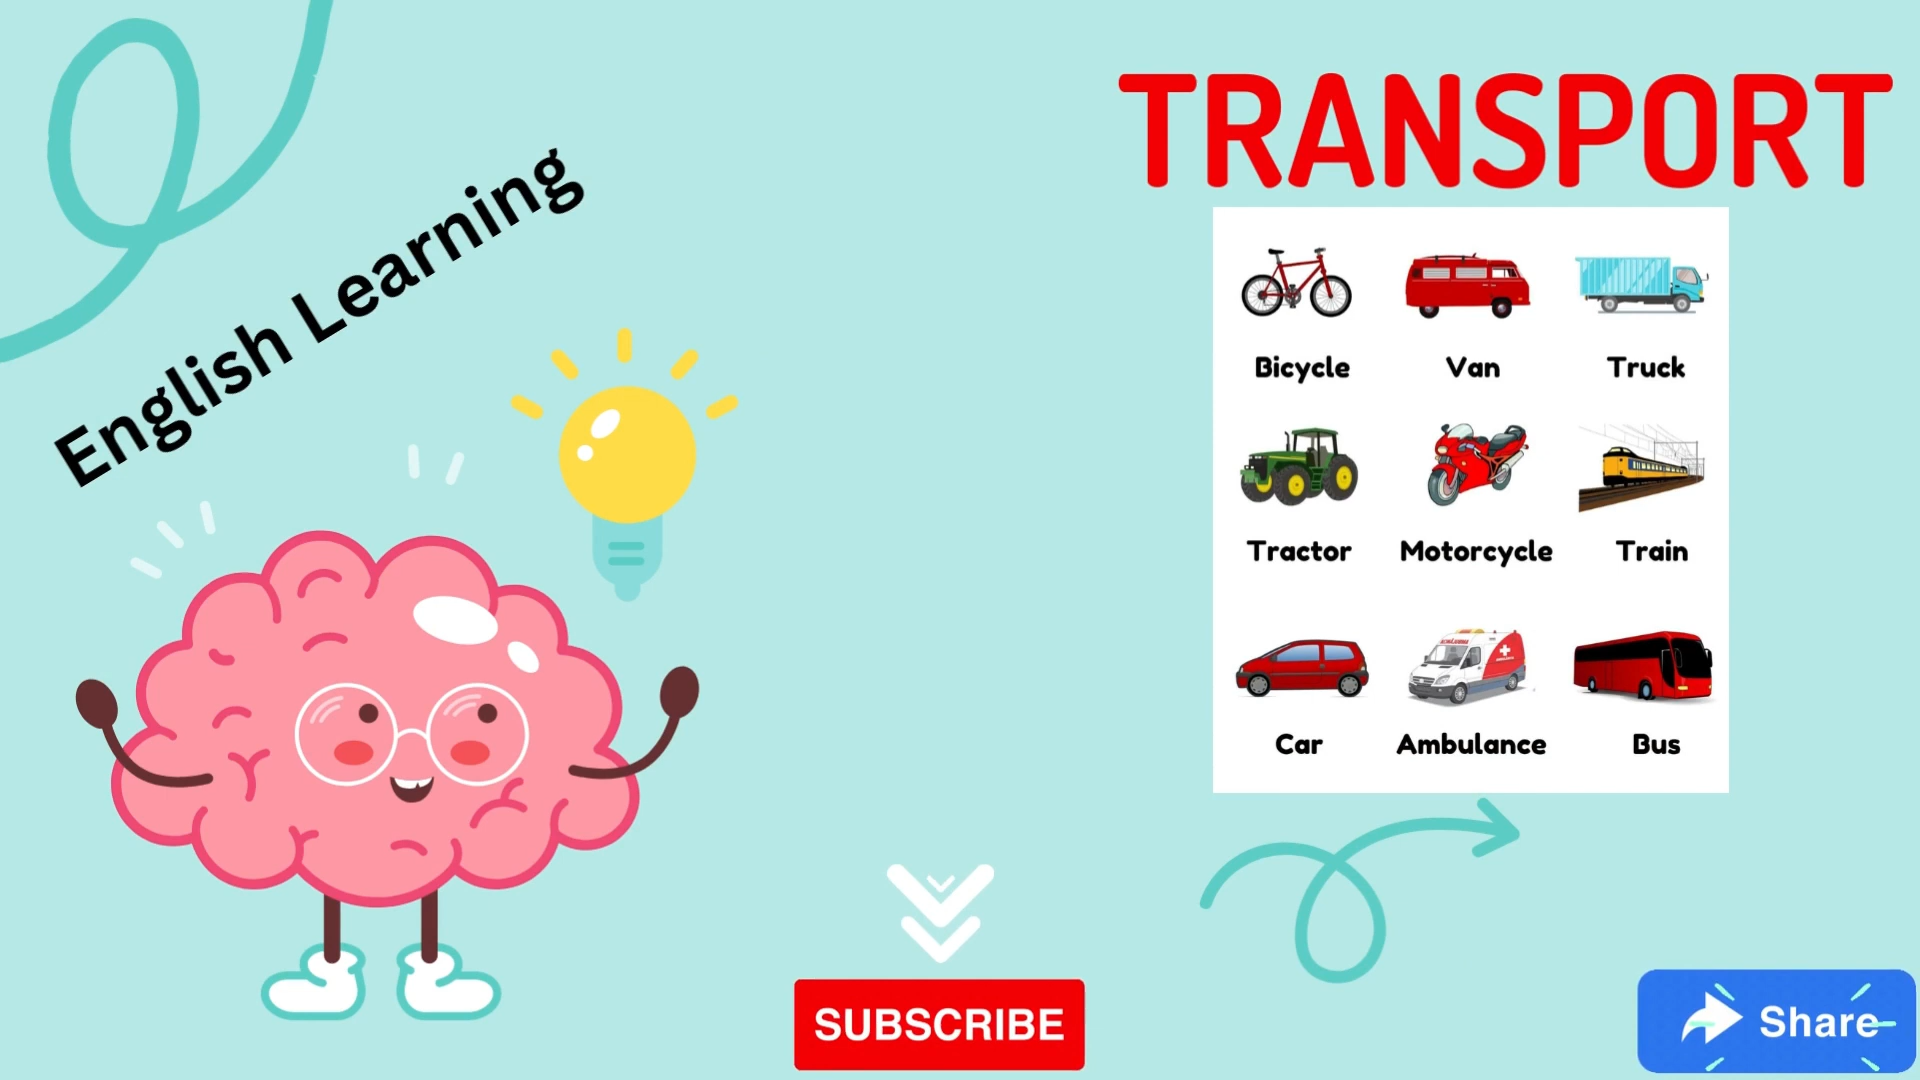 English Learning
TRANSPORT
Bicycle Van Truck
Tractor Motorcycle Train
Car Ambulance Bus
SUBSCRIBE
Share